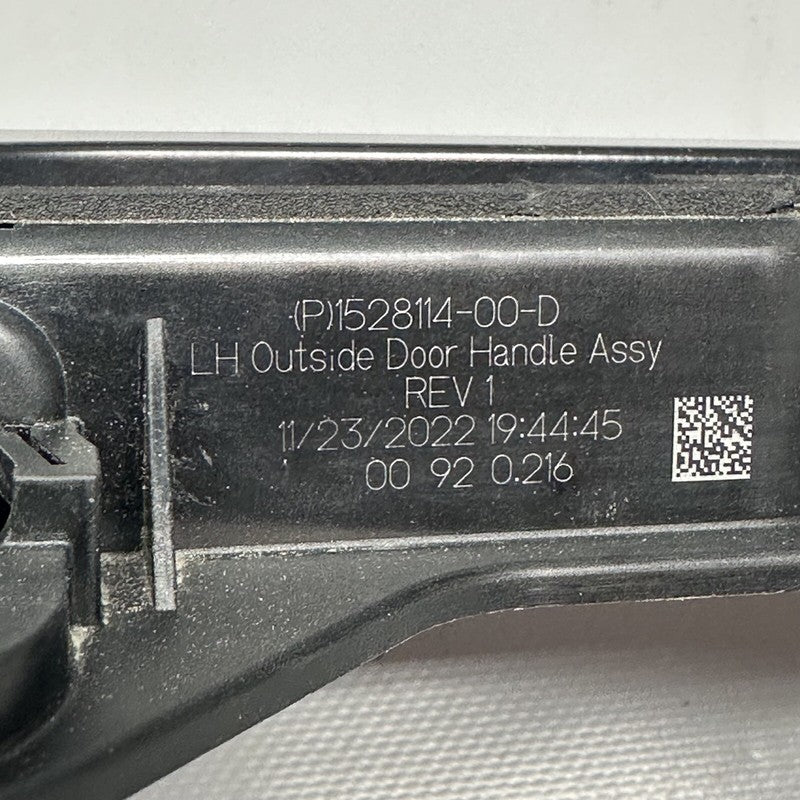 (P)1528114-00-D
LH Outside Door Handle Assy
REV 1
11/23/2022 19:44:45
00 92 0.216